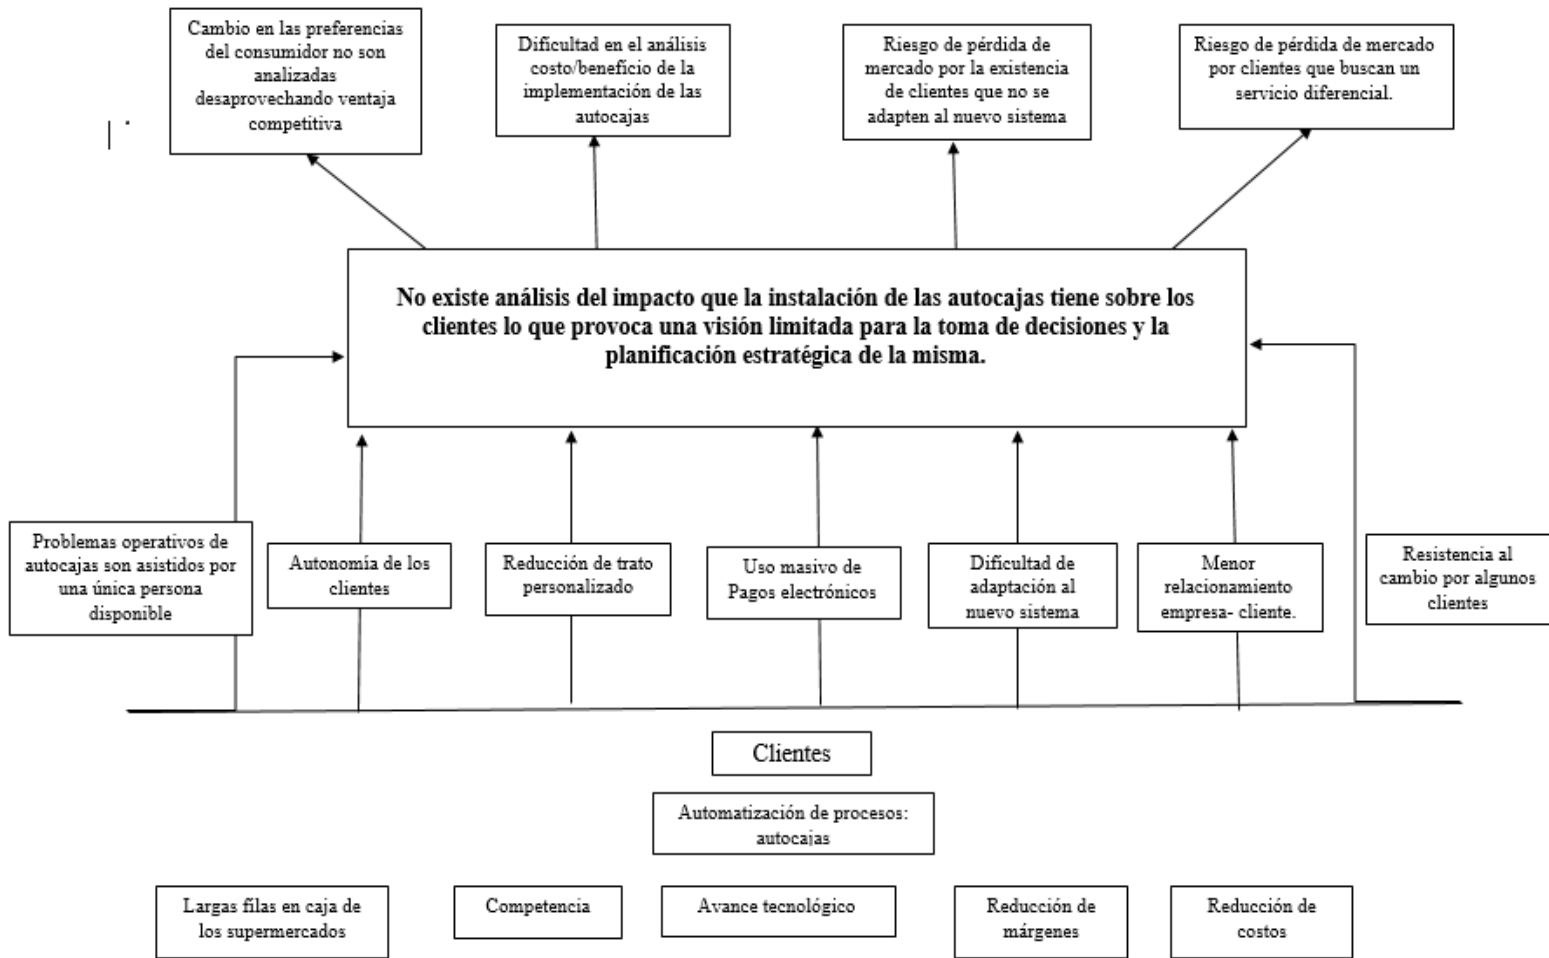 Cambio en las preferencias
del consumidor no son
analizadas
desaprovechando ventaja
competitiva
Dificultad en el análisis
costo/beneficio de la
implementación de las
autocajas
Riesgo de pérdida de
mercado por la existencia
de clientes que no se
adapten al nuevo sistema
Riesgo de pérdida de mercado
por clientes que buscan un
servicio diferencial.
No existe análisis del impacto que la instalación de las autocajas tiene sobre los
clientes lo que provoca una visión limitada para la toma de decisiones y la
planificación estratégica de la misma.
Problemas operativos de
autocajas son asistidos por
una única persona
disponible
Autonomía de los
clientes
Reducción de trato
personalizado
Uso masivo de
Pagos electrónicos
Dificultad de
adaptación al
nuevo sistema
Menor
relacionamiento
empresa- cliente.
Resistencia al
cambio por algunos
clientes
Clientes
Automatización de procesos:
autocajas
Largas filas en caja de
los supermercados
Competencia
Avance tecnológico
Reducción de
márgenes
Reducción de
costos